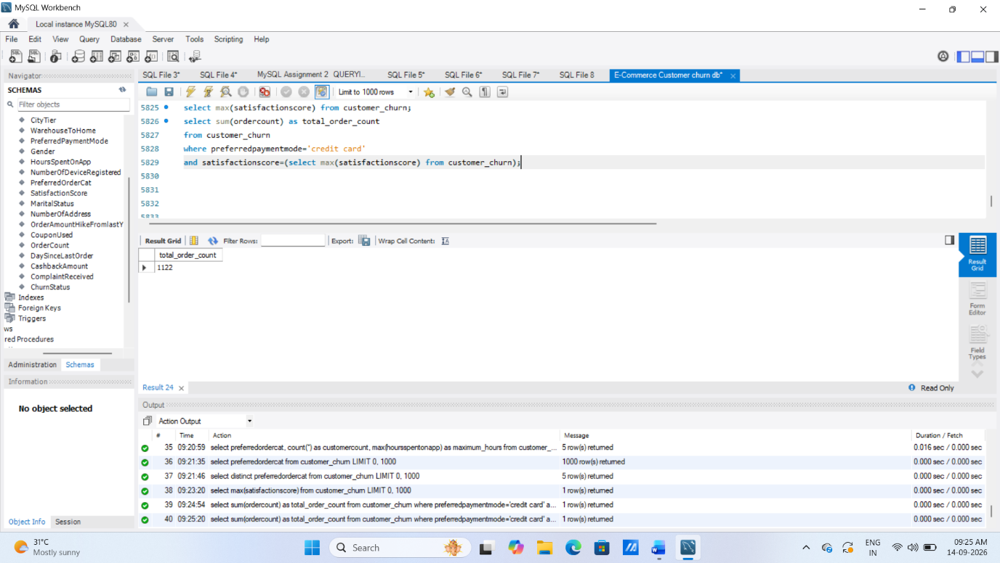 MySQL Workbench
Local instance MySQL80
File Edit View Query Database Server Tools Scripting Help
Navigator
SCHEMAS
Filter objects
CityTier
WarehouseToHome
PreferredPaymentMode
Gender
HoursSpentOnApp
NumberOfDeviceRegistered
PreferredOrderCat
SatisfactionScore
MaritalStatus
NumberOfAddress
OrderAmountHikeFromlastY
CouponUsed
OrderCount
DaySinceLastOrder
CashbackAmount
ComplaintReceived
ChurnStatus
Indexes
Foreign Keys
Triggers
ws
red Procedures
Administration Schemas
Information
No object selected
Object Info Session
SQL File 3* SQL File 4* MySQL Assignment 2 QUERYI... SQL File 5* SQL File 6* SQL File 7* SQL File 8 E-Commerce Customer churn db*
Limit to 1000 rows
5825 select max(satisfactionscore) from customer_churn;
5826 select sum(ordercount) as total_order_count
5827 from customer_churn
5828 where preferredpaymentmode='credit card'
5829 and satisfactionscore=(select max(satisfactionscore) from customer_churn);
5830
5831
5832
5833
Result Grid Filter Rows: Export: Wrap Cell Content:
total_order_count
1122
Result Grid
Form Editor
Field Types
Result 24
Read Only
Output
Action Output
# Time Action Message Duration / Fetch
35 09:20:59 select preferredordercat, count(*) as customercount, max(hoursspentonapp) as maximum_hours from customer_... 5 row(s) returned 0.016 sec / 0.000 sec
36 09:21:35 select preferredordercat from customer_churn LIMIT 0, 1000 1000 row(s) returned 0.000 sec / 0.000 sec
37 09:21:46 select distinct preferredordercat from customer_churn LIMIT 0, 1000 5 row(s) returned 0.000 sec / 0.000 sec
38 09:23:20 select max(satisfactionscore) from customer_churn LIMIT 0, 1000 1 row(s) returned 0.000 sec / 0.000 sec
39 09:24:54 select sum(ordercount) as total_order_count from customer_churn where preferredpaymentmode='credit card' a... 1 row(s) returned 0.000 sec / 0.000 sec
40 09:25:20 select sum(ordercount) as total_order_count from customer_churn where preferredpaymentmode='credit card' a... 1 row(s) returned 0.000 sec / 0.000 sec
31°C
Mostly sunny
Search
ENG
IN
09:25 AM
14-09-2026